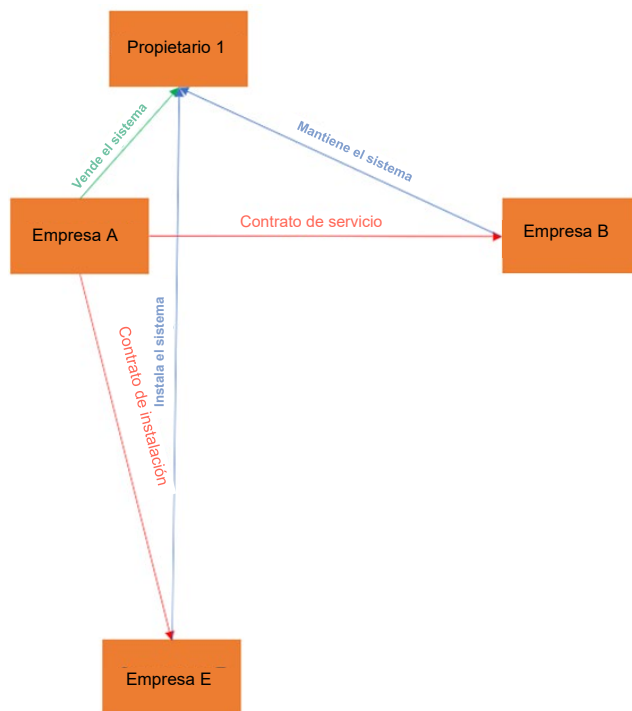 Propietario 1
Vende el sistema
Mantiene el sistema
Empresa A
Contrato de servicio
Empresa B
Contrato de instalación
Instala el sistema
Empresa E